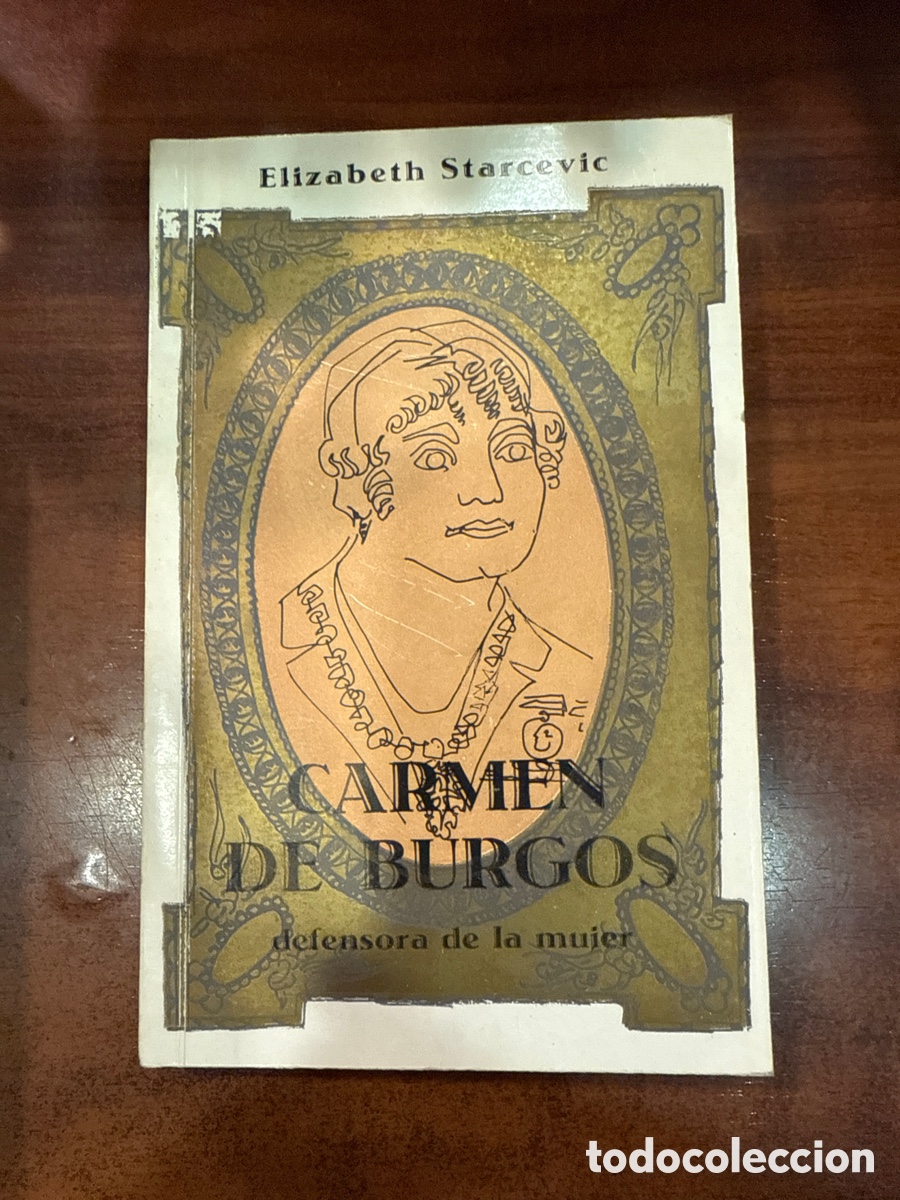 Elizabeth Starcevic
CARMEN
DE BURGOS
defensora de la mujer
todocoleccion